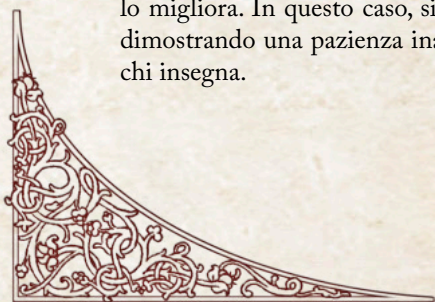 lo migliora. In questo caso, si
dimostrando una pazienza ina
chi insegna.